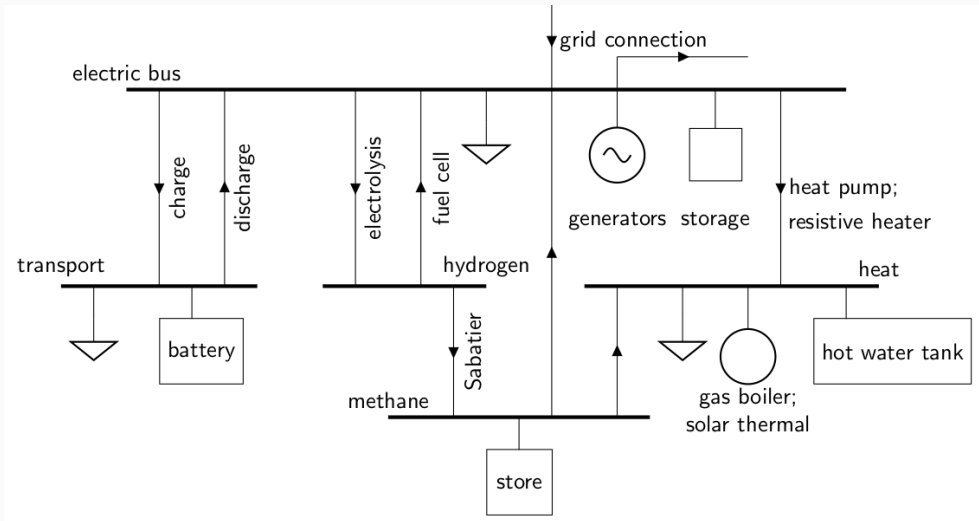 grid connection
electric bus
charge
discharge
electrolysis
fuel cell
heat pump;
resistive heater
generators
storage
transport
hydrogen
heat
battery
Sabatier
hot water tank
methane
gas boiler;
solar thermal
store